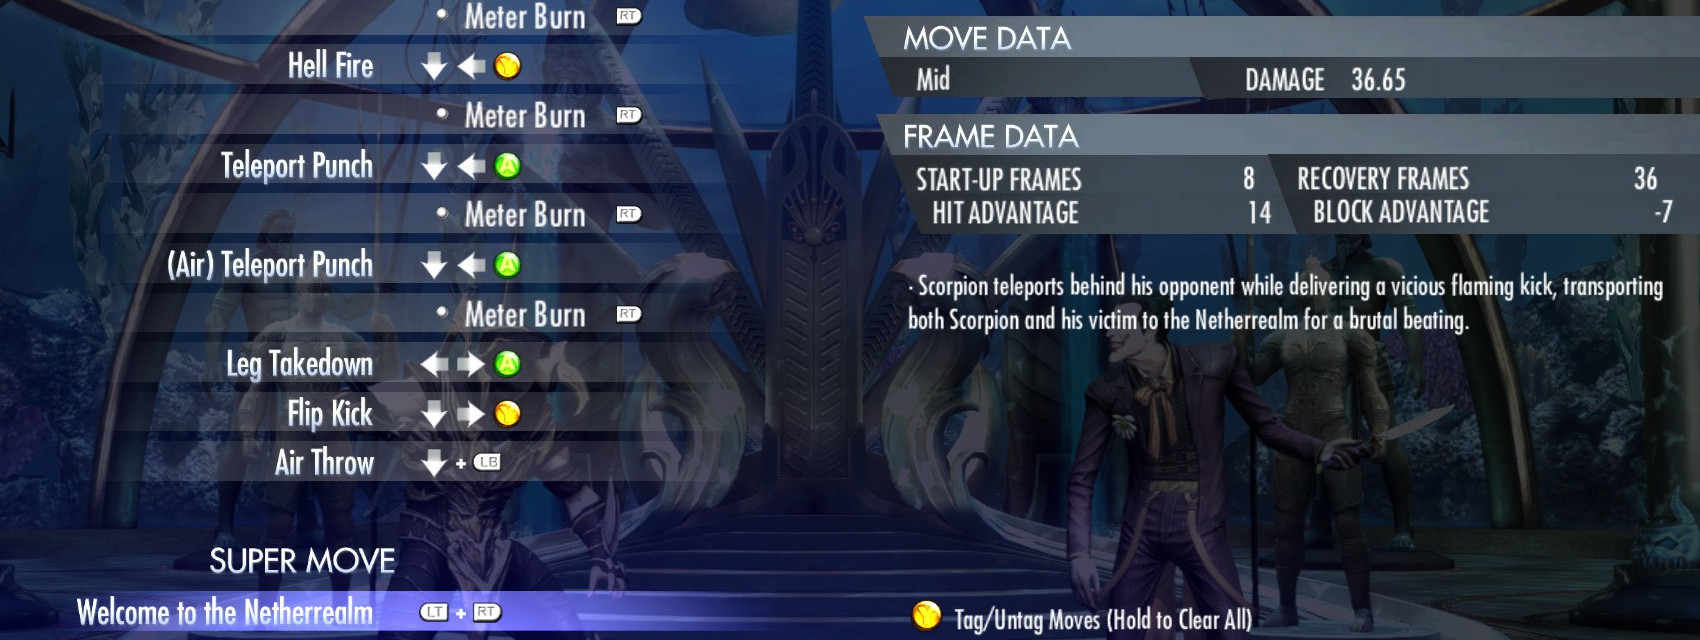 Meter Burn RT
Hell Fire Y
Meter Burn RT
Teleport Punch A
Meter Burn RT
(Air) Teleport Punch A
Meter Burn RT
Leg Takedown A
Flip Kick Y
Air Throw + LB
SUPER MOVE
Welcome to the Netherrealm LT + RT
MOVE DATA
Mid DAMAGE 36.65
FRAME DATA
START-UP FRAMES 8 RECOVERY FRAMES 36
HIT ADVANTAGE 14 BLOCK ADVANTAGE -7
· Scorpion teleports behind his opponent while delivering a vicious flaming kick, transporting
both Scorpion and his victim to the Netherrealm for a brutal beating.
Y Tag/Untag Moves (Hold to Clear All)